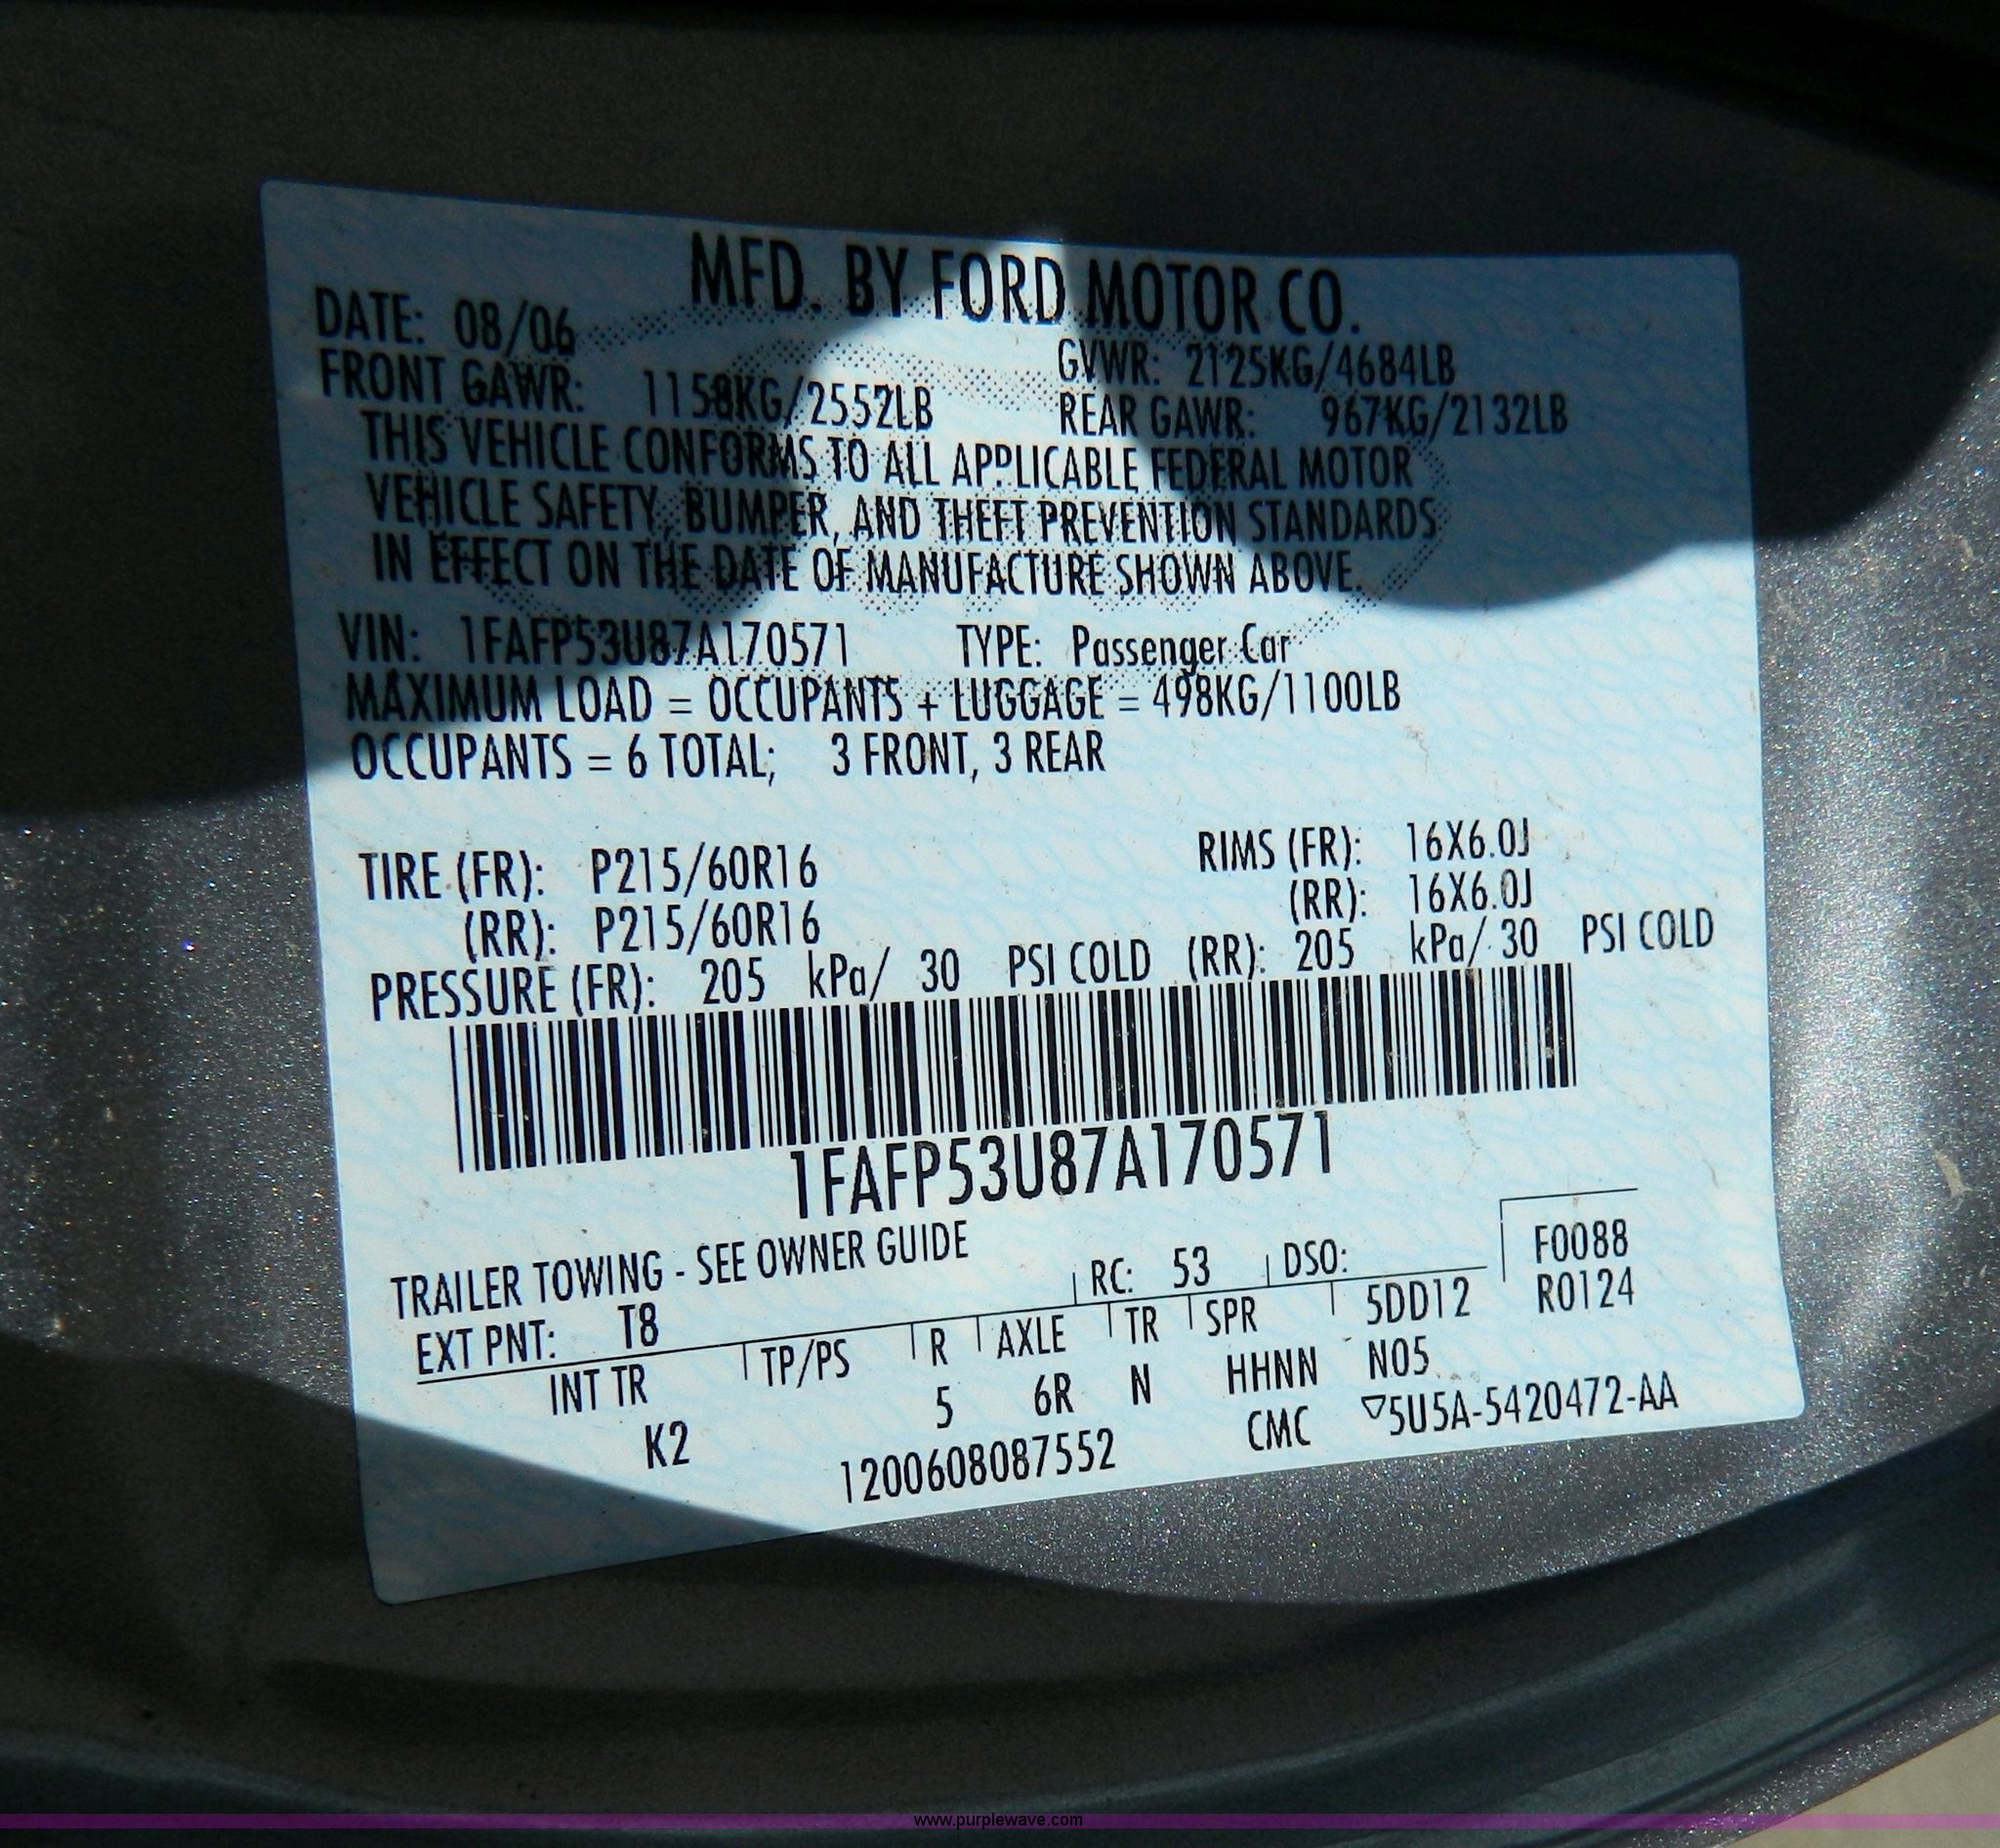 MFD. BY FORD MOTOR CO.
DATE: 08/06
GVWR: 2125KG/4684LB
FRONT GAWR: 1158KG/2552LB REAR GAWR: 967KG/2132LB
THIS VEHICLE CONFORMS TO ALL APPLICABLE FEDERAL MOTOR
VEHICLE SAFETY, BUMPER, AND THEFT PREVENTION STANDARDS
IN EFFECT ON THE DATE OF MANUFACTURE SHOWN ABOVE.
VIN: 1FAFP53U87A170571 TYPE: Passenger Car
MAXIMUM LOAD = OCCUPANTS + LUGGAGE = 498KG/1100LB
OCCUPANTS = 6 TOTAL; 3 FRONT, 3 REAR
TIRE (FR): P215/60R16 RIMS (FR): 16X6.0J
(RR): P215/60R16 (RR): 16X6.0J
PRESSURE (FR): 205 kPa/ 30 PSI COLD (RR): 205 kPa/ 30 PSI COLD
1FAFP53U87A170571
TRAILER TOWING - SEE OWNER GUIDE
EXT PNT: T8 RC: 53 DSO: F0088
INT TR TP/PS R AXLE TR SPR 5DD12 R0124
K2 5 6R N HHNN N05
1200608087552 CMC ▽5U5A-5420472-AA
www.purplewave.com